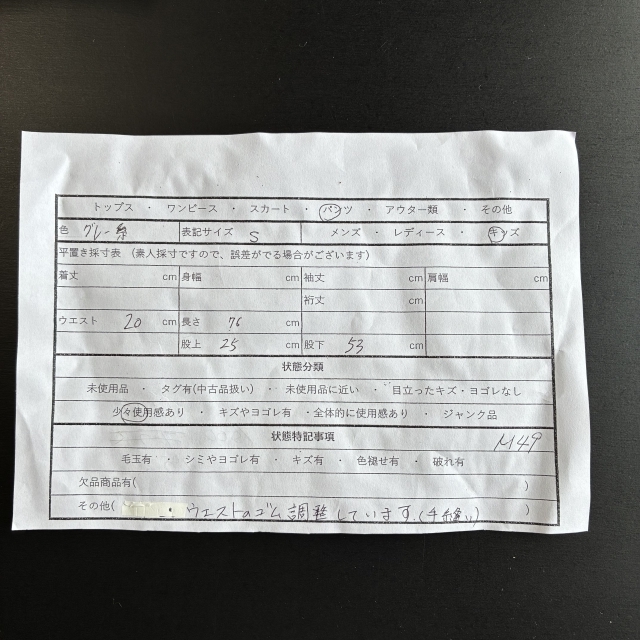 トップス ・ ワンピース ・ スカート ・ パンツ ・ アウター類 ・ その他
色 グレー系 表記サイズ S メンズ ・ レディース ・ キッズ
平置き採寸表 (素人採寸ですので、誤差がでる場合がございます)
着丈 cm 身幅 cm 袖丈 cm 肩幅 cm
裄丈 cm
ウエスト 20 cm 長さ 76 cm
股上 25 cm 股下 53 cm
状態分類
未使用品 ・ タグ有(中古品扱い) ・ 未使用品に近い ・ 目立ったキズ・ヨゴレなし
少々使用感あり ・ キズやヨゴレ有 ・全体的に使用感あり ・ ジャンク品
状態特記事項 M49
毛玉有 ・ シミやヨゴレ有 ・ キズ有 ・ 色褪せ有 ・ 破れ有
欠品商品有( )
その他( ・ ウエストのゴム調整しています。(手縫い) )